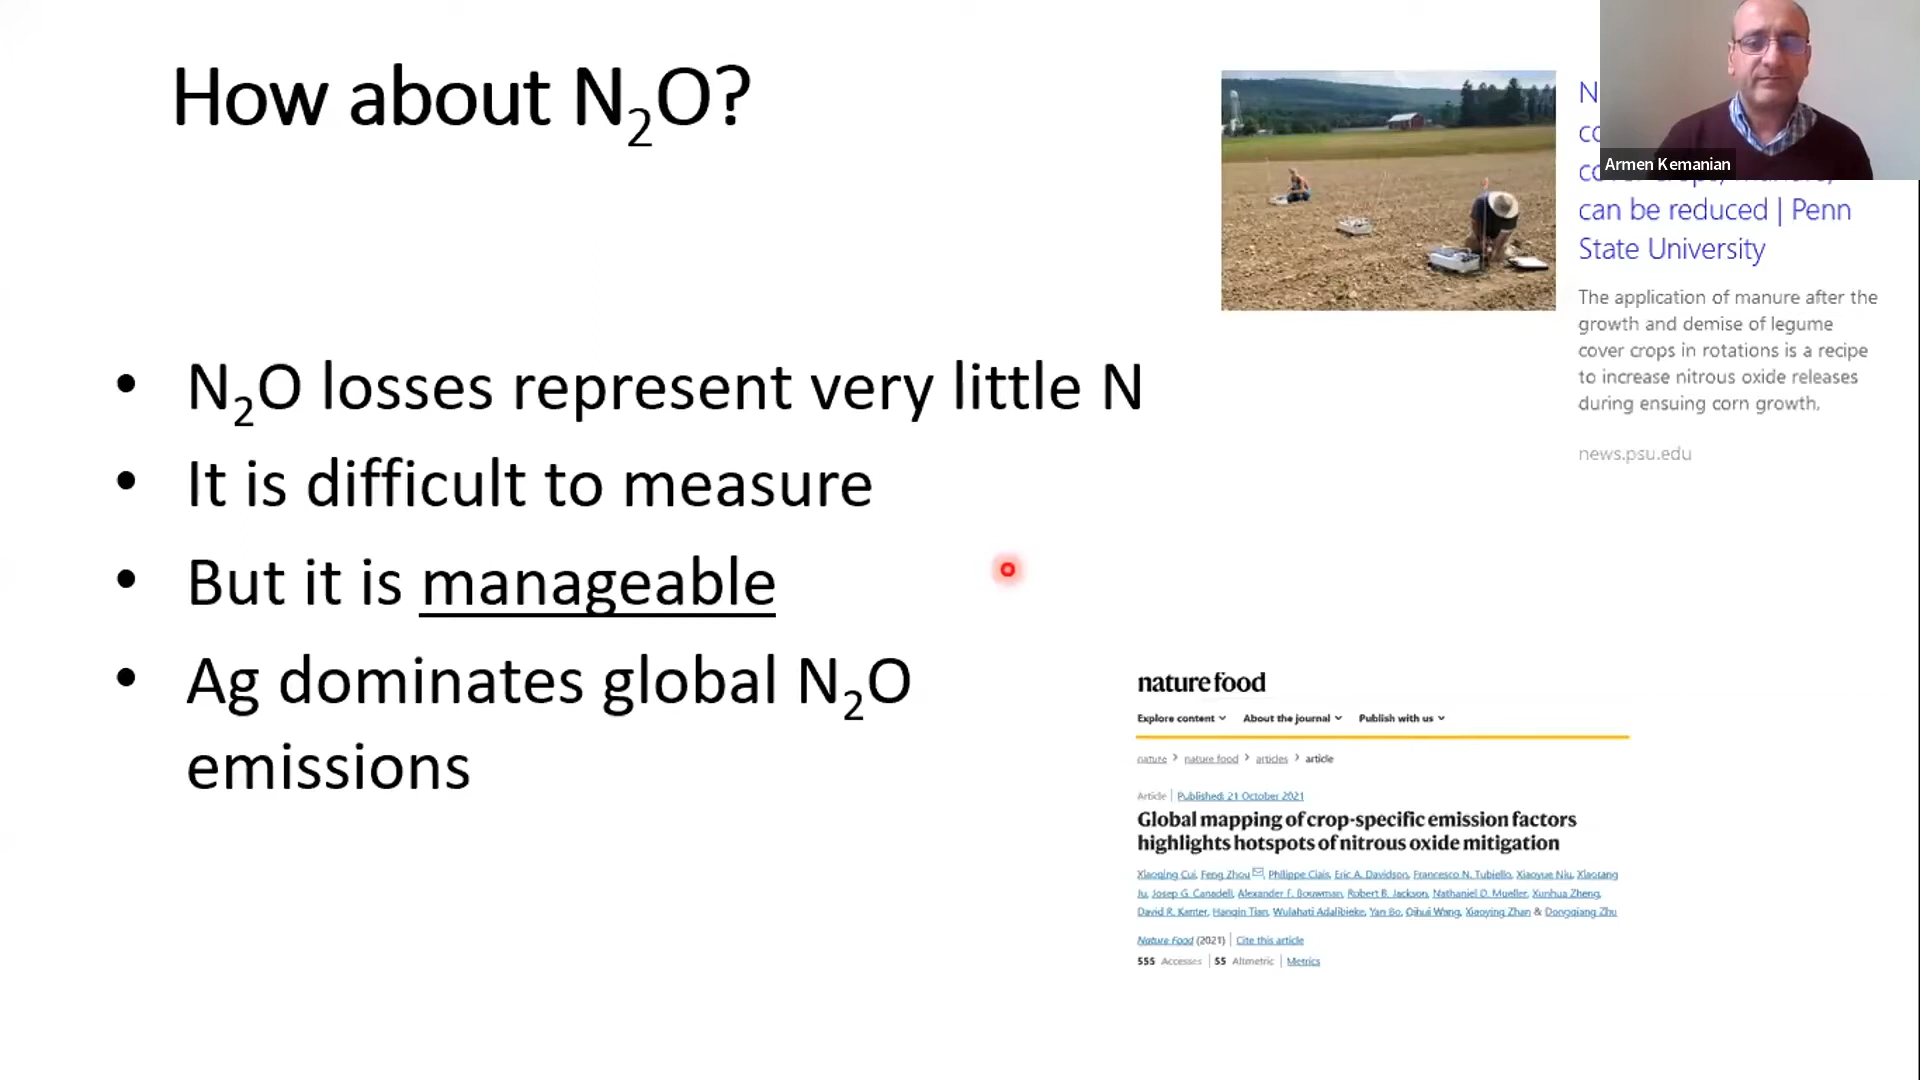 How about N₂O?
Armen Kemanian
N
co
can be reduced | Penn
State University
The application of manure after the
growth and demise of legume
cover crops in rotations is a recipe
to increase nitrous oxide releases
during ensuing corn growth.
news.psu.edu
• N₂O losses represent very little N
• It is difficult to measure
• But it is manageable
• Ag dominates global N₂O
emissions
nature food
Explore content About the journal Publish with us
nature > nature food > articles > article
Article | Published: 21 October 2021
Global mapping of crop-specific emission factors
highlights hotspots of nitrous oxide mitigation
Xiaoqing Cui, Feng Zhou, Philippe Ciais, Eric A. Davidson, Francesco N. Tubiello, Xiaoyue Niu, Xiaotang
Ju, Josep G. Canadell, Alexander F. Bouwman, Robert B. Jackson, Nathaniel D. Mueller, Xunhua Zheng,
David R. Kanter, Hanqin Tian, Wulahati Adalibieke, Yan Bo, Qihui Wang, Xiaoying Zhan & Dongqiang Zhu
Nature Food (2021) | Cite this article
555 Accesses | 55 Altmetric | Metrics